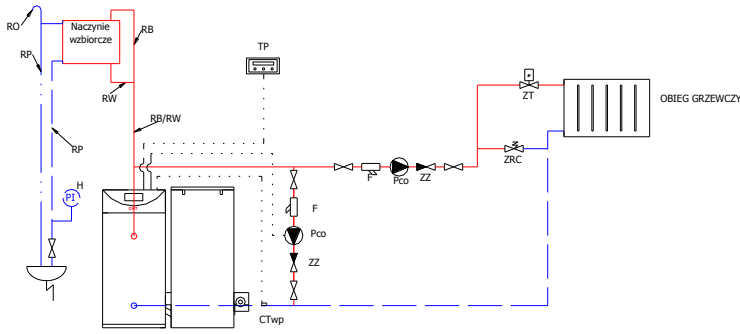 RO
Naczynie
wzbiorcze
RB
RP
TP
RW
ZT
OBIEG GRZEWCZY
RB/RW
RP
ZRC
F
Pco
ZZ
H
PI
F
Pco
ZZ
CTwp